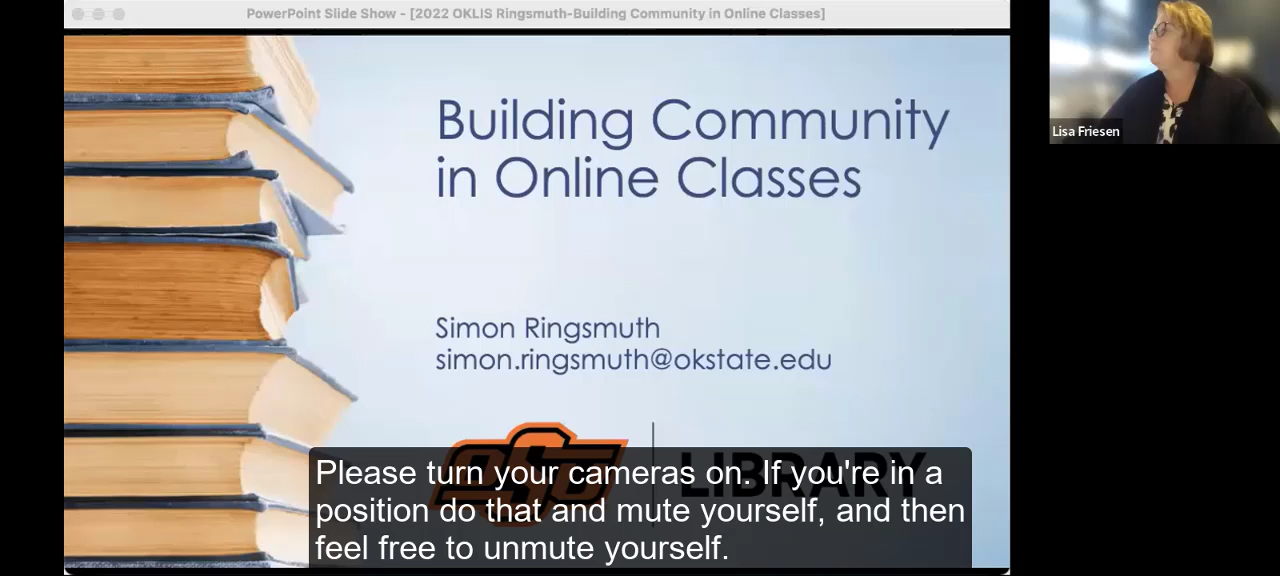 PowerPoint Slide Show - [2022 OKLIS Ringsmuth-Building Community in Online Classes]
Building Community
in Online Classes
Simon Ringsmuth
simon.ringsmuth@okstate.edu
LIBRARY
Please turn your cameras on. If you're in a
position do that and mute yourself, and then
feel free to unmute yourself.
Lisa Friesen